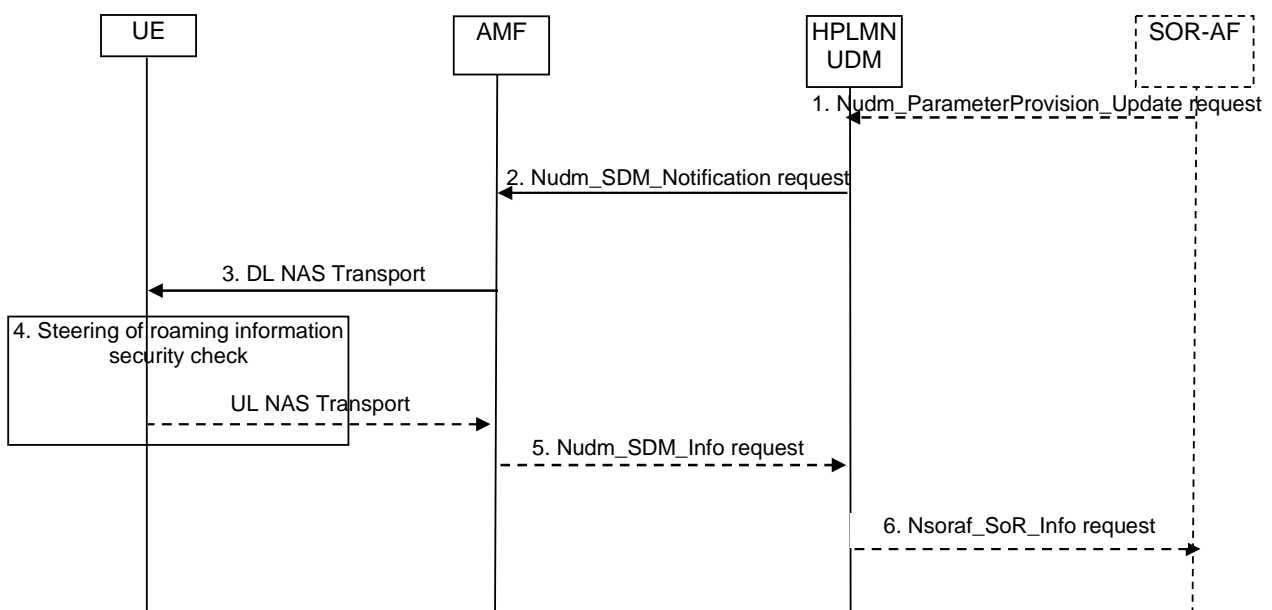 UE
AMF
HPLMN
UDM
SOR-AF
1. Nudm_ParameterProvision_Update request
2. Nudm_SDM_Notification request
3. DL NAS Transport
4. Steering of roaming information
security check
UL NAS Transport
5. Nudm_SDM_Info request
6. Nsoraf_SoR_Info request